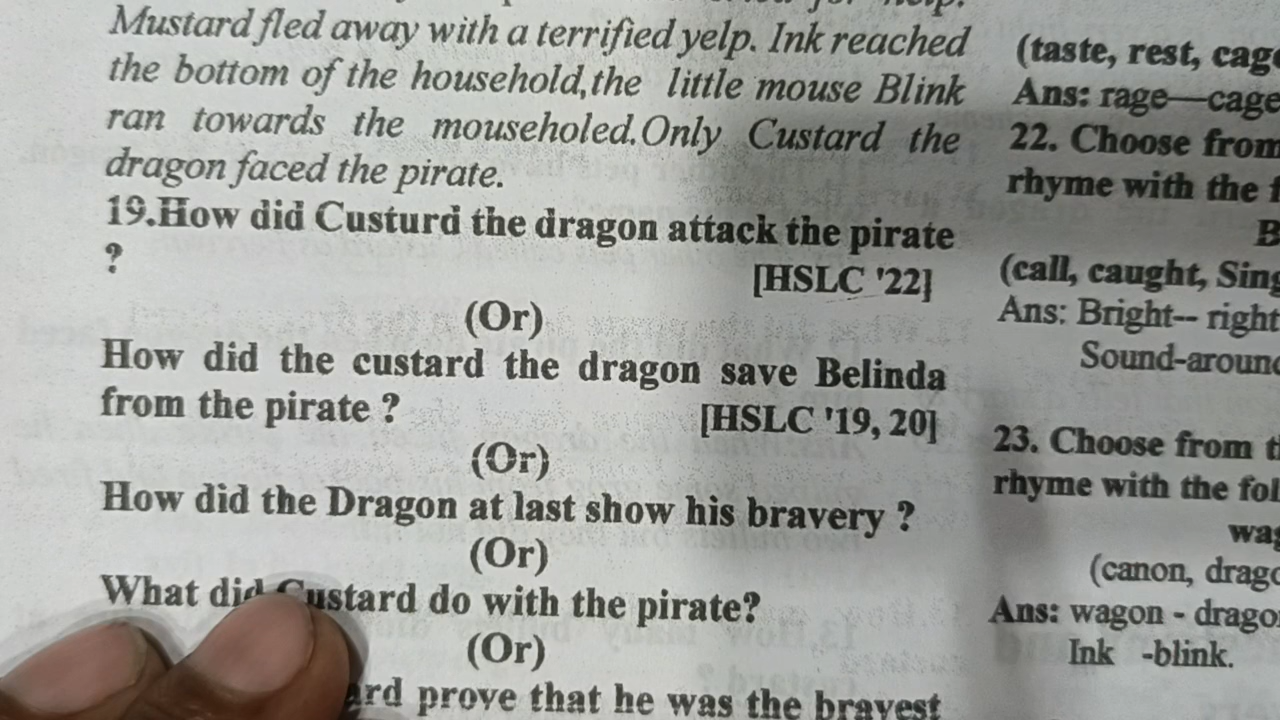 Mustard fled away with a terrified yelp. Ink reached
the bottom of the household,the little mouse Blink
ran towards the mouseholed.Only Custard the
dragon faced the pirate.
19.How did Custurd the dragon attack the pirate
?
[HSLC '22]
(Or)
How did the custard the dragon save Belinda
from the pirate ?
[HSLC '19, 20]
(Or)
How did the Dragon at last show his bravery ?
(Or)
What did Custard do with the pirate?
(Or)
prove that he was the bravest
(taste, rest,
Ans: rage—cage
22. Choose from
rhyme with the
(call, caught,
Ans: Bright-- right
Sound-around
23. Choose from
rhyme with the
(canon,
Ans: wagon -
Ink -blink.